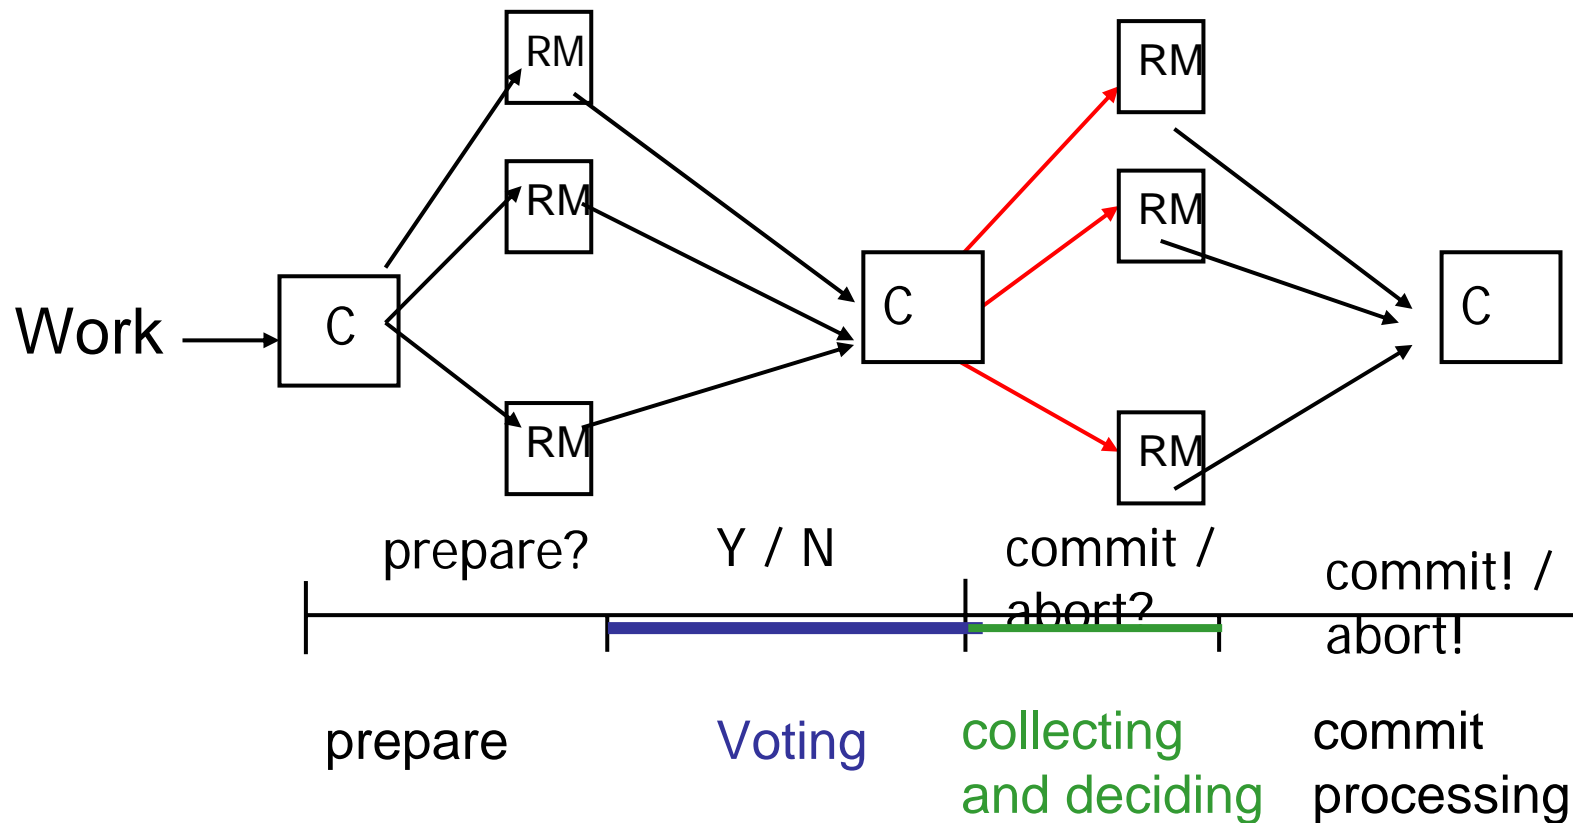 RM
RM
RM
RM
C
C
C
Work
RM
RM
prepare?
Y / N
commit /
abort?
commit! /
abort!
prepare
Voting
collecting
and deciding
commit
processing